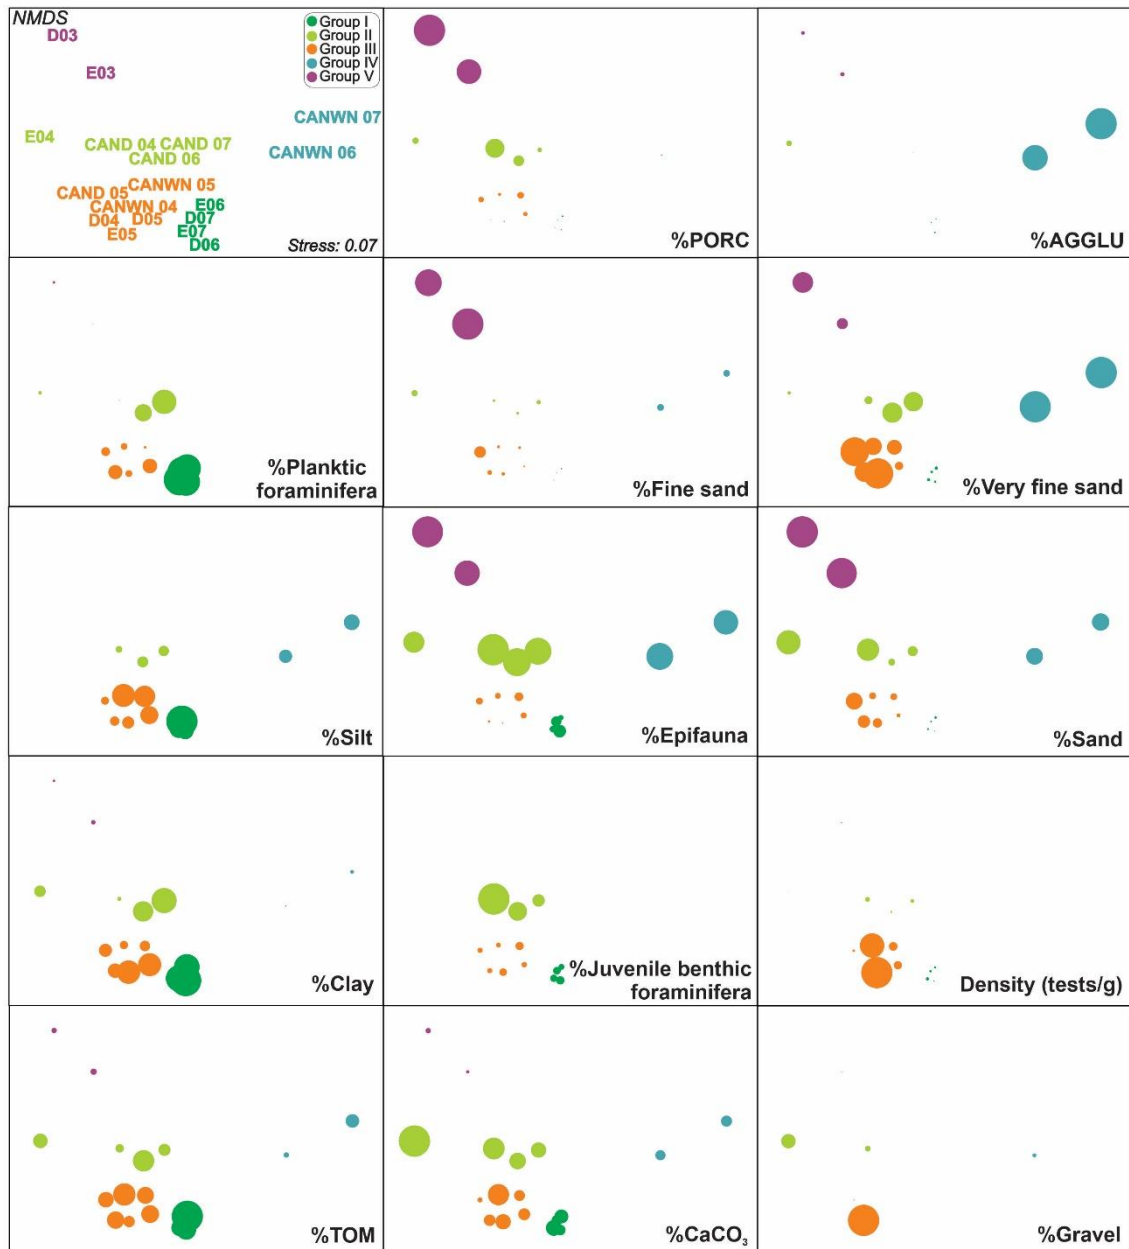 NMDS
D03
E03
E04
CAND 04 CAND 07
CAND 06
CANWN 07
CANWN 06
CAND 05 CANWN 05
CANWN 04
D04 D05
E05
E06
D07
E07
D06
Stress: 0.07
Group I
Group II
Group III
Group IV
Group V
%PORC
%AGGLU
%Planktic
foraminifera
%Fine sand
%Very fine sand
%Silt
%Epifauna
%Sand
%Clay
%Juvenile benthic
foraminifera
Density (tests/g)
%TOM
%CaCO₃
%Gravel